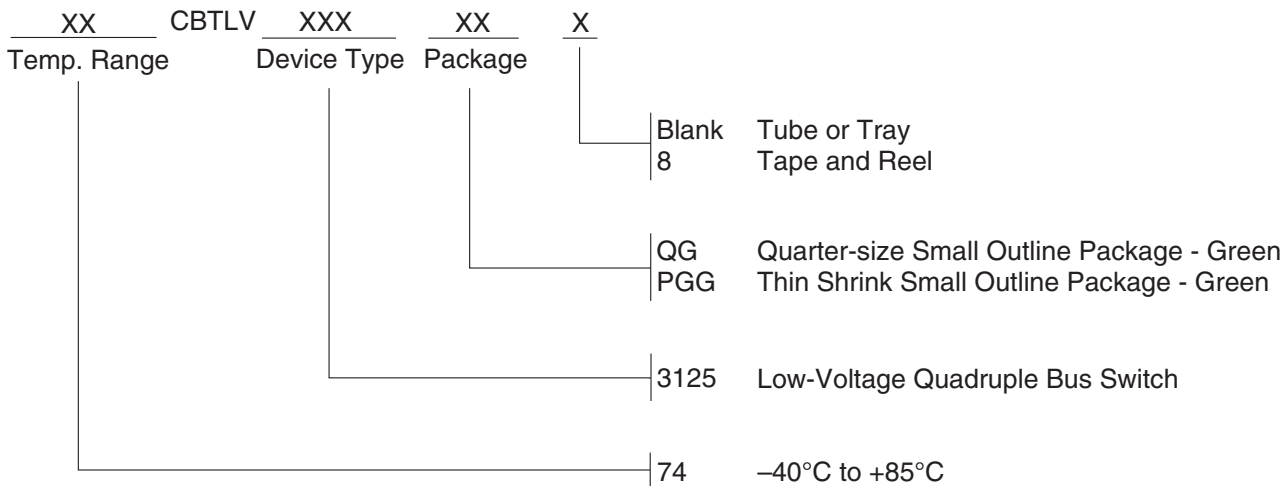 XX CBTLV XXX XX X
Temp. Range Device Type Package
Blank Tube or Tray
8 Tape and Reel
QG Quarter-size Small Outline Package - Green
PGG Thin Shrink Small Outline Package - Green
3125 Low-Voltage Quadruple Bus Switch
74 –40°C to +85°C